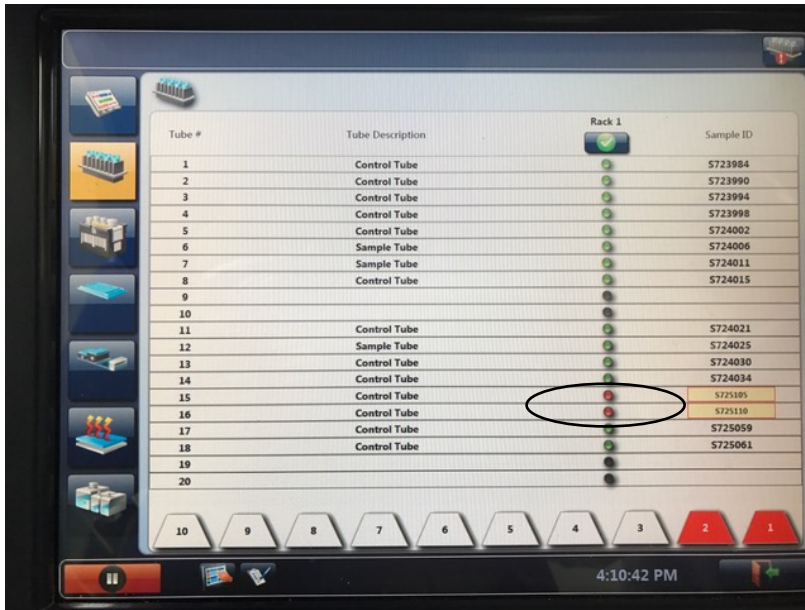 Rack 1
Tube # Tube Description Sample ID
1 Control Tube S723984
2 Control Tube S723990
3 Control Tube S723994
4 Control Tube S723998
5 Control Tube S724002
6 Sample Tube S724006
7 Sample Tube S724011
8 Control Tube S724015
9
10
11 Control Tube S724021
12 Sample Tube S724025
13 Control Tube S724030
14 Control Tube S724034
15 Control Tube S725105
16 Control Tube S725110
17 Control Tube S725059
18 Control Tube S725061
19
20
10 9 8 7 6 5 4 3 2 1
4:10:42 PM